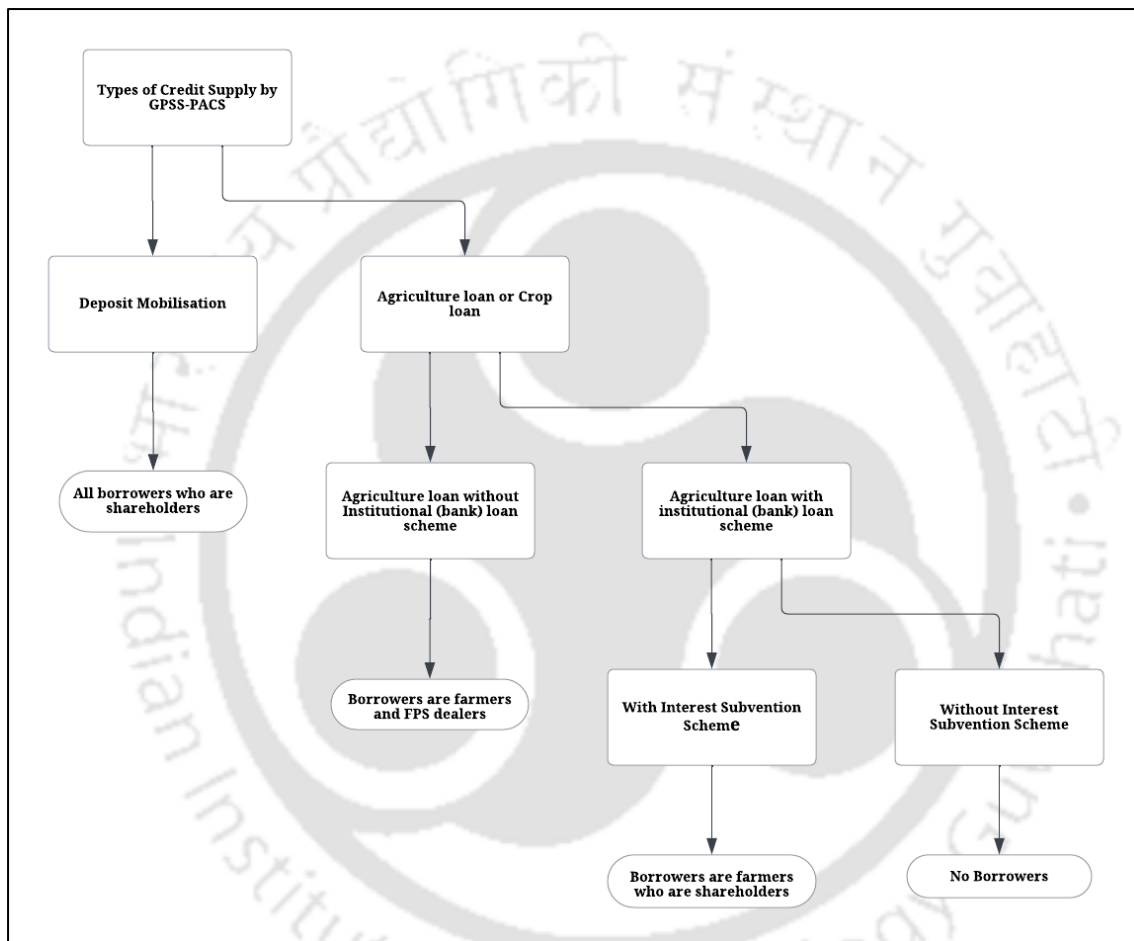 Types of Credit Supply by
GPSS-PACS
Deposit Mobilisation
Agriculture loan or Crop
loan
All borrowers who are
shareholders
Agriculture loan without
Institutional (bank) loan
scheme
Agriculture loan with
institutional (bank) loan
scheme
Borrowers are farmers
and FPS dealers
With Interest Subvention
Scheme
Without Interest
Subvention Scheme
Borrowers are farmers
who are shareholders
No Borrowers
प्रौद्योगिकी संस्थान गुवाहाटी
Indian